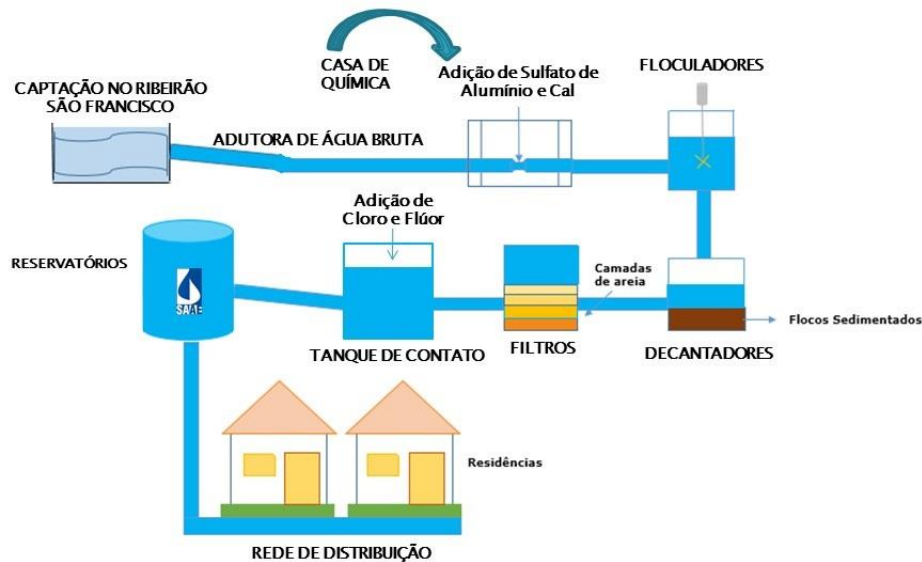 CASA DE
QUÍMICA
Adição de Sulfato de
Alumínio e Cal
FLOCULADORES
CAPTAÇÃO NO RIBEIRÃO
SÃO FRANCISCO
ADUTORA DE ÁGUA BRUTA
Adição de
Cloro e Flúor
RESERVATÓRIOS
SAAE
Camadas
de areia
Flocos Sedimentados
TANQUE DE CONTATO
FILTROS
DECANTADORES
Residências
REDE DE DISTRIBUIÇÃO